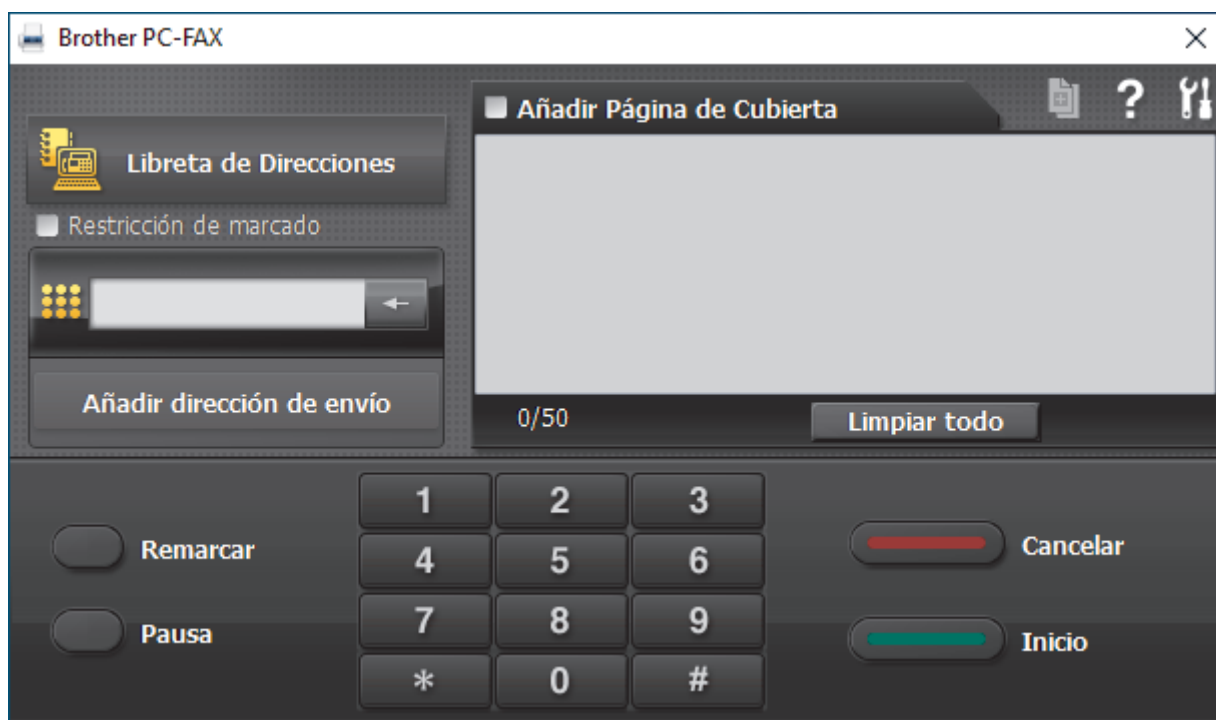 Brother PC-FAX
Añadir Página de Cubierta
?
Libreta de Direcciones
Restricción de marcado
Añadir dirección de envío
0/50
Limpiar todo
1 2 3
Remarcar
4 5 6
Cancelar
Pausa
7 8 9
Inicio
* 0 #